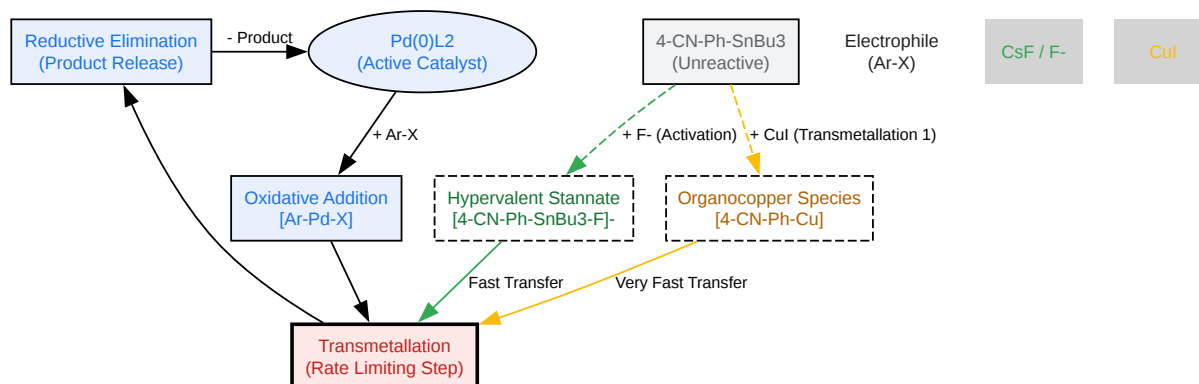 Reductive Elimination
(Product Release)
- Product
Pd(0)L2
(Active Catalyst)
4-CN-Ph-SnBu3
(Unreactive)
Electrophile
(Ar-X)
CsF / F-
CuI
+ Ar-X
+ F- (Activation)
+ CuI (Transmetallation 1)
Oxidative Addition
[Ar-Pd-X]
Hypervalent Stannate
[4-CN-Ph-SnBu3-F]-
Organocopper Species
[4-CN-Ph-Cu]
Fast Transfer
Very Fast Transfer
Transmetallation
(Rate Limiting Step)